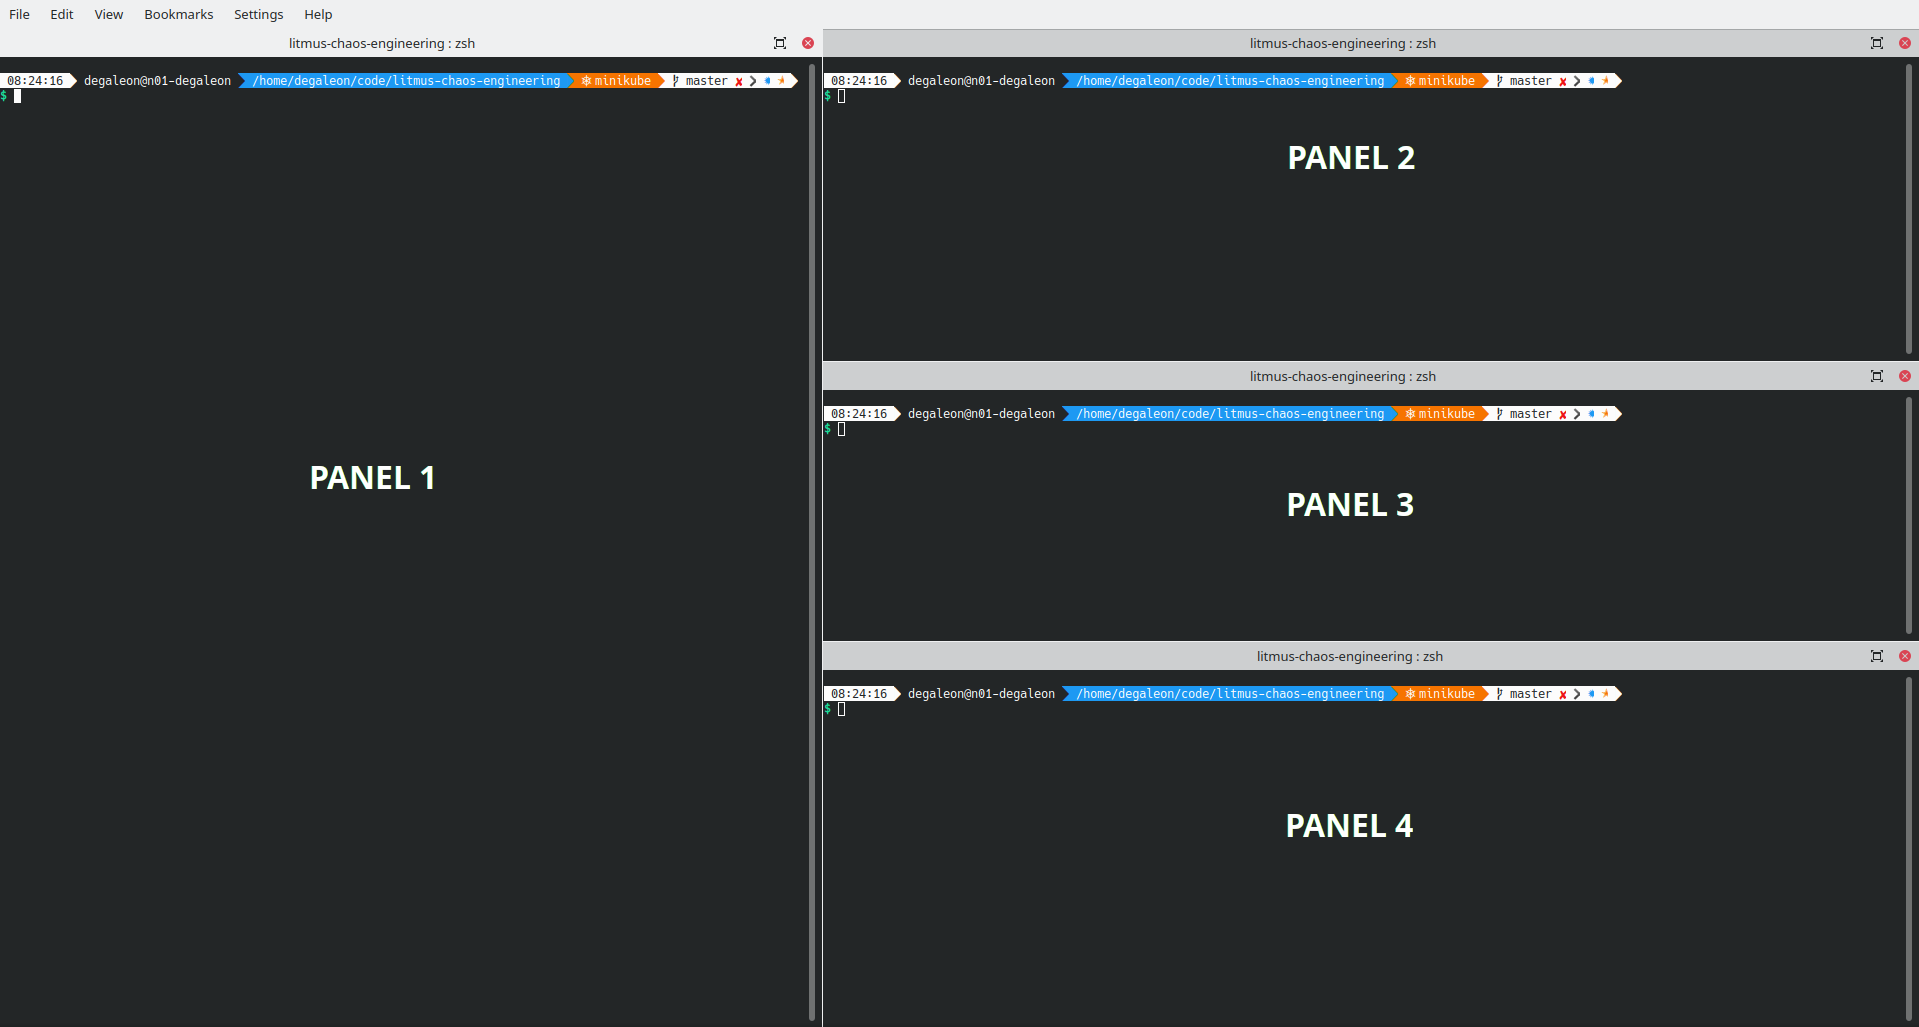 File Edit View Bookmarks Settings Help
litmus-chaos-engineering : zsh
08:24:16 degaleon@n01-degaleon /home/degaleon/code/litmus-chaos-engineering ⎈ minikube master ✘
$
PANEL 1
litmus-chaos-engineering : zsh
08:24:16 degaleon@n01-degaleon /home/degaleon/code/litmus-chaos-engineering ⎈ minikube master ✘
$
PANEL 2
litmus-chaos-engineering : zsh
08:24:16 degaleon@n01-degaleon /home/degaleon/code/litmus-chaos-engineering ⎈ minikube master ✘
$
PANEL 3
litmus-chaos-engineering : zsh
08:24:16 degaleon@n01-degaleon /home/degaleon/code/litmus-chaos-engineering ⎈ minikube master ✘
$
PANEL 4